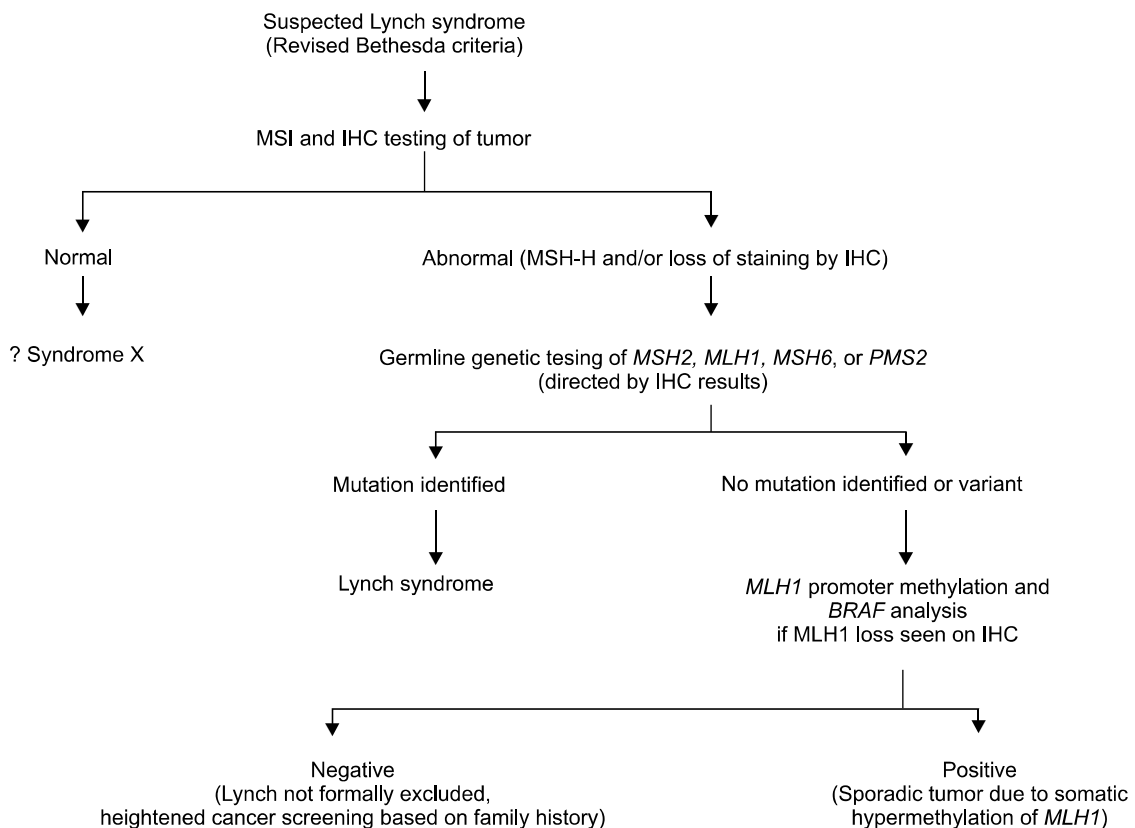 Suspected Lynch syndrome
(Revised Bethesda criteria)
MSI and IHC testing of tumor
Normal
Abnormal (MSH-H and/or loss of staining by IHC)
? Syndrome X
Germline genetic tesing of MSH2, MLH1, MSH6, or PMS2
(directed by IHC results)
Mutation identified
No mutation identified or variant
Lynch syndrome
MLH1 promoter methylation and
BRAF analysis
if MLH1 loss seen on IHC
Negative
(Lynch not formally excluded,
heightened cancer screening based on family history)
Positive
(Sporadic tumor due to somatic
hypermethylation of MLH1)